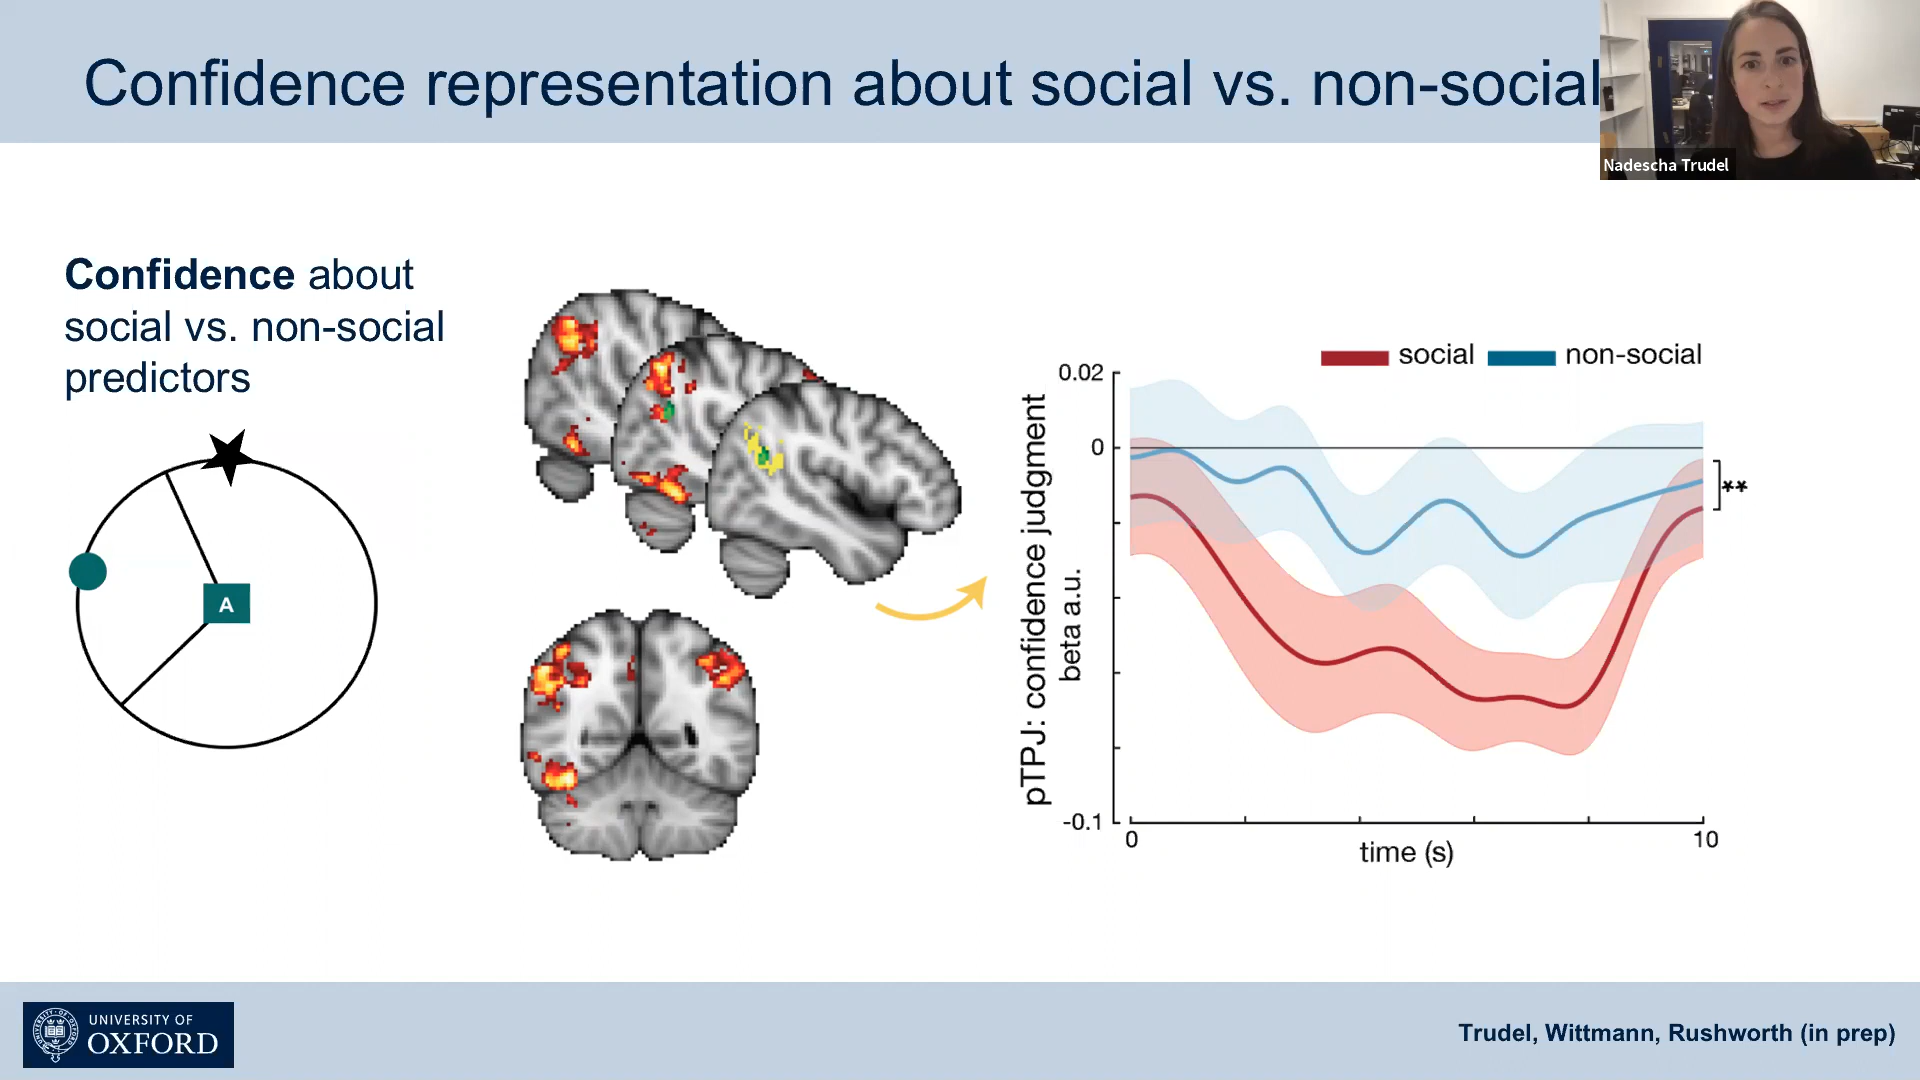 Confidence representation about social vs. non-social
Nadescha Trudel
Confidence about
social vs. non-social
predictors
A
social
non-social
pTPJ: confidence judgment
beta a.u.
0.02
0
-0.1
**
0
10
time (s)
UNIVERSITY OF
OXFORD
Trudel, Wittmann, Rushworth (in prep)